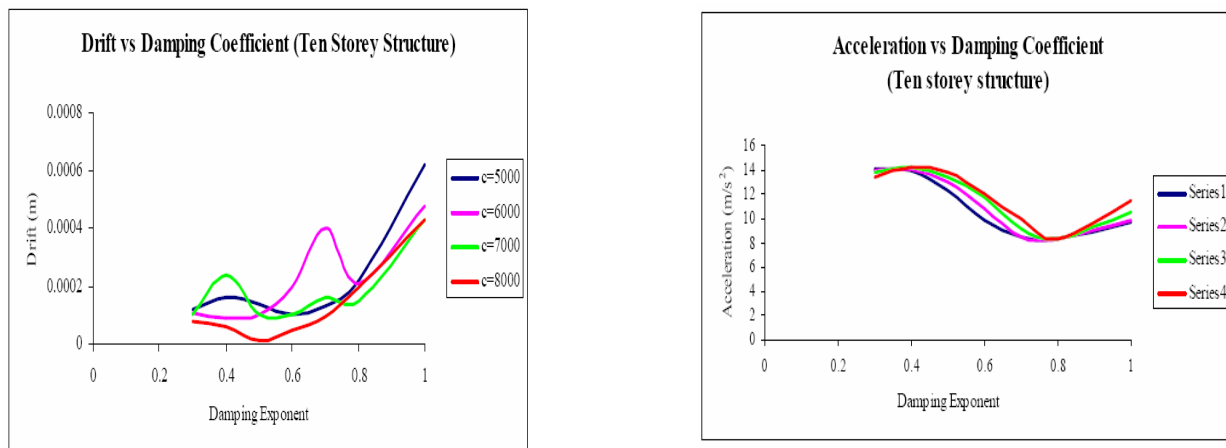 Drift vs Damping Coefficient (Ten Storey Structure)
0.0008
0.0006
0.0004
0.0002
0
Drift (m)
0 0.2 0.4 0.6 0.8 1
Damping Exponent
c=5000
c=6000
c=7000
c=8000
Acceleration vs Damping Coefficient
(Ten storey structure)
16
14
12
10
8
6
4
2
0
Acceleration (m/s²)
0 0.2 0.4 0.6 0.8 1
Damping Exponent
Series1
Series2
Series3
Series4